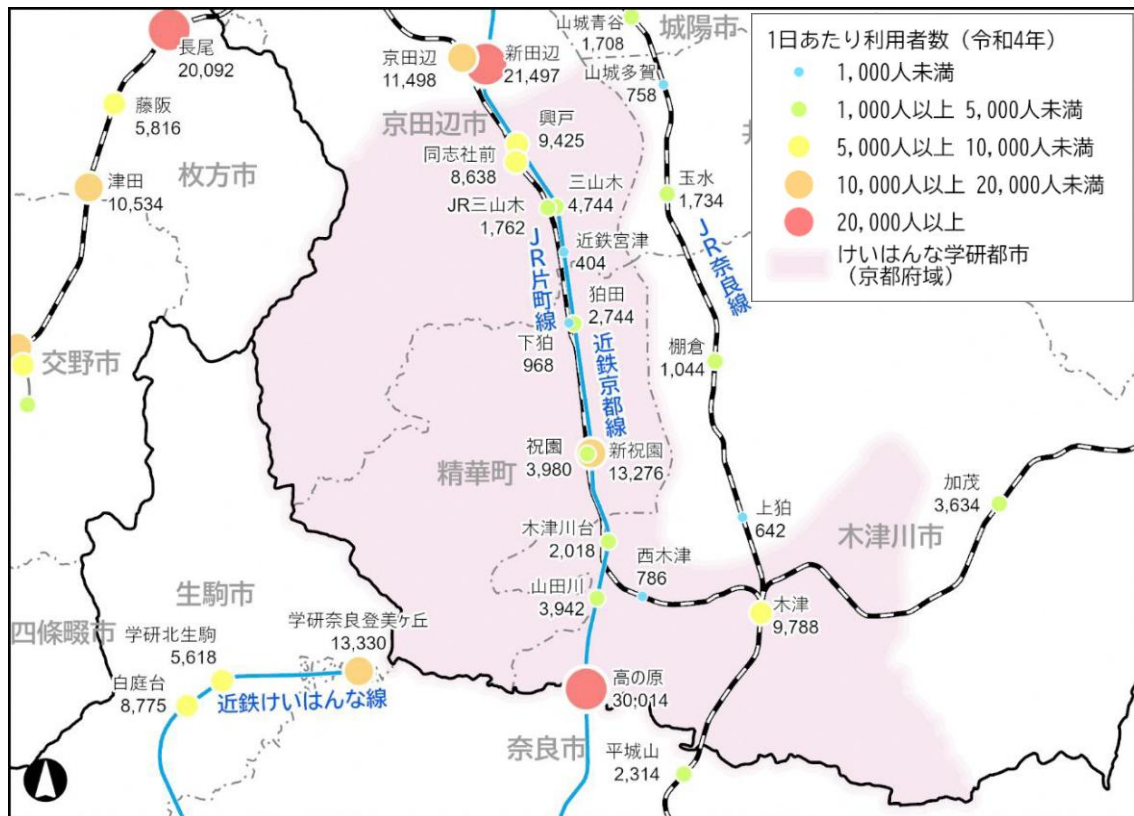 長尾
20,092
藤阪
5,816
津田
10,534
枚方市
交野市
京田辺
11,498
新田辺
21,497
京田辺市
興戸
9,425
同志社前
8,638
三山木
4,744
JR三山木
1,762
近鉄宮津
404
JR片町線
狛田
2,744
下狛
968
近鉄京都線
祝園
3,980
新祝園
13,276
精華町
木津川台
2,018
山田川
3,942
西木津
786
高の原
30,014
山城青谷
1,708
城陽市
山城多賀
758
井
玉水
1,734
JR奈良線
棚倉
1,044
上狛
642
木津
9,788
加茂
3,634
木津川市
平城山
2,314
奈良市
生駒市
四條畷市
学研奈良登美ケ丘
13,330
学研北生駒
5,618
白庭台
8,775
近鉄けいはんな線
1日あたり利用者数（令和4年）
1,000人未満
1,000人以上 5,000人未満
5,000人以上 10,000人未満
10,000人以上 20,000人未満
20,000人以上
けいはんな学研都市
（京都府域）